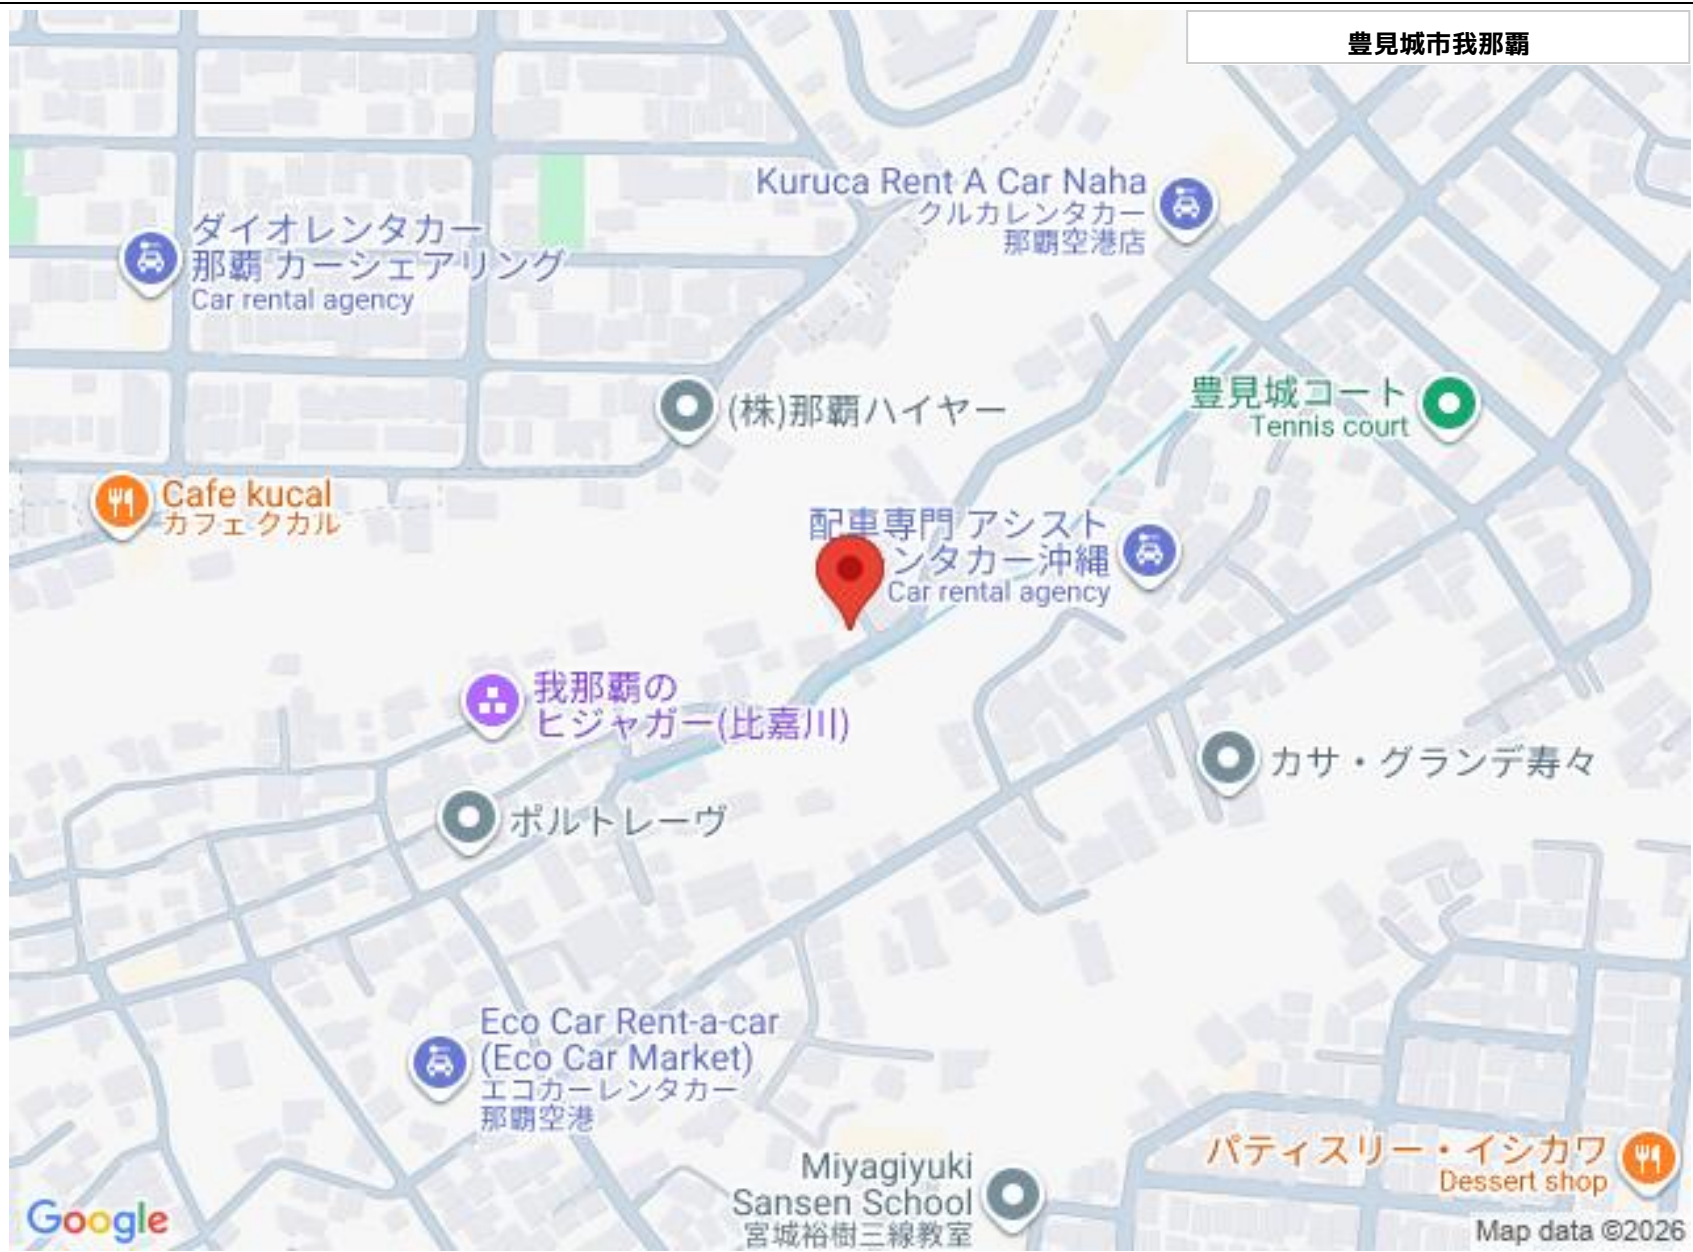 豊見城市我那覇
Kuruca Rent A Car Naha
クルカレンタカー
那覇空港店
ダイオレンタカー
那覇 カーシェアリング
Car rental agency
(株)那覇ハイヤー
豊見城コート
Tennis court
Cafe kucal
カフェ クカル
配車専門 アシスト
ンタカー沖縄
Car rental agency
我那覇の
ヒジャガー(比嘉川)
カサ・グランデ寿々
ポルトレーヴ
Eco Car Rent-a-car
(Eco Car Market)
エコカーレンタカー
那覇空港
パティスリー・イシカワ
Dessert shop
Miyagiyuki
Sansen School
宮城裕樹三線教室
Google
Map data ©2026